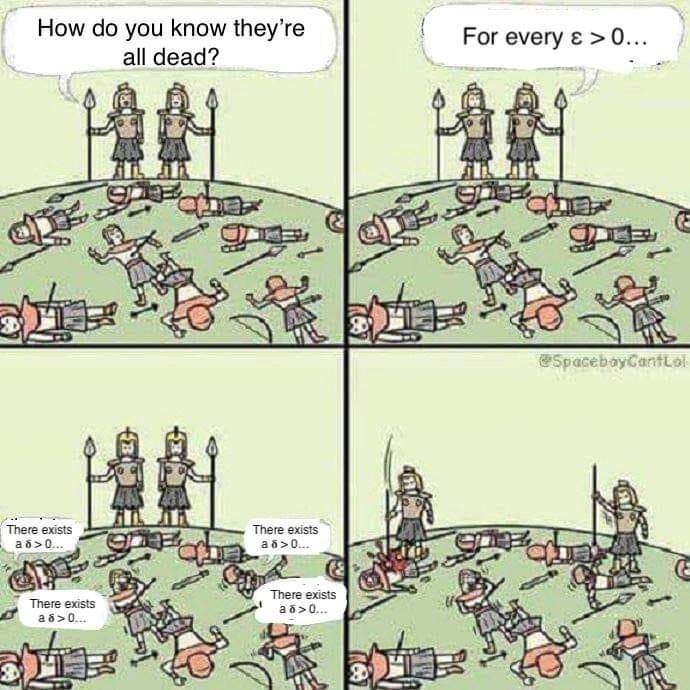 How do you know they're
all dead?
For every ε > 0...
@SpaceboyCantLol
There exists
a δ > 0...
There exists
a δ > 0...
There exists
a δ > 0...
There exists
a δ > 0...